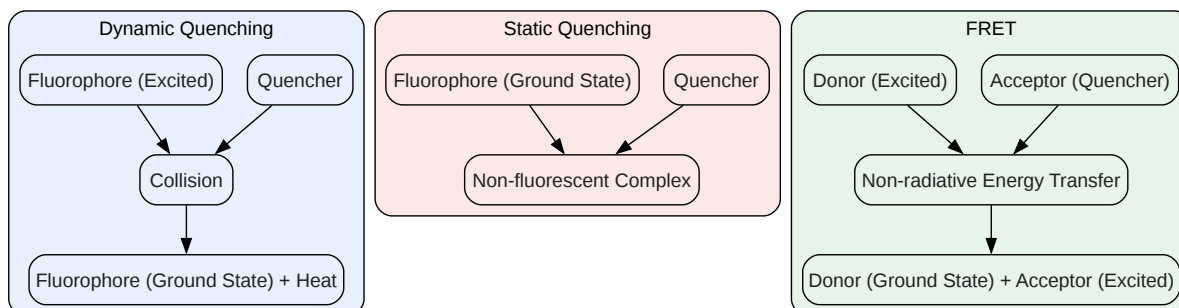 Dynamic Quenching
Fluorophore (Excited)
Quencher
Collision
Fluorophore (Ground State) + Heat
Static Quenching
Fluorophore (Ground State)
Quencher
Non-fluorescent Complex
FRET
Donor (Excited)
Acceptor (Quencher)
Non-radiative Energy Transfer
Donor (Ground State) + Acceptor (Excited)